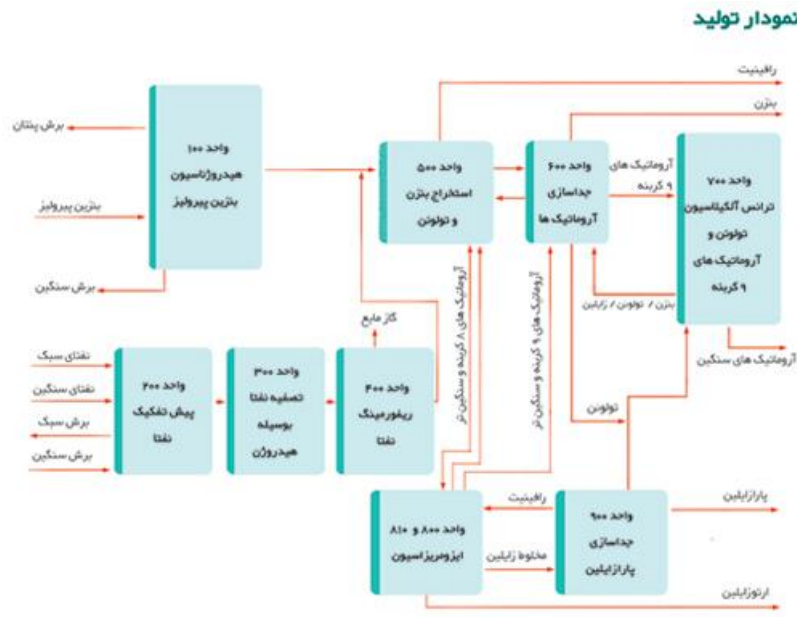 نمودار تولید
رافینیت
بنزن
برش پنتان
واحد ۱۰۰
هیدروژناسیون
بنزین پیرولیز
بنزین پیرولیز
برش سنگین
واحد ۵۰۰
استخراج بنزن
و تولوئن
واحد ۶۰۰
جداسازی
آروماتیک ها
آروماتیک های
۹ کربنه
واحد ۷۰۰
ترانس آلکیلاسیون
تولوئن و
آروماتیک های
۹ کربنه
بنزن / تولوئن / زایلین
آروماتیک های سنگین
آروماتیک های ۸ کربنه و سنگین تر
آروماتیک های ۹ کربنه و سنگین تر
گاز مایع
نفتای سبک
نفتای سنگین
برش سبک
برش سنگین
واحد ۲۰۰
پیش تفکیک
نفتا
واحد ۳۰۰
تصفیه نفتا
بوسیله
هیدروژن
واحد ۴۰۰
ریفورمینگ
نفتا
تولوئن
رافینیت
مخلوط زایلین
واحد ۸۰۰ و ۸۱۰
ایزومریزاسیون
واحد ۹۰۰
جداسازی
پارازایلین
پارازایلین
ارتوزایلین